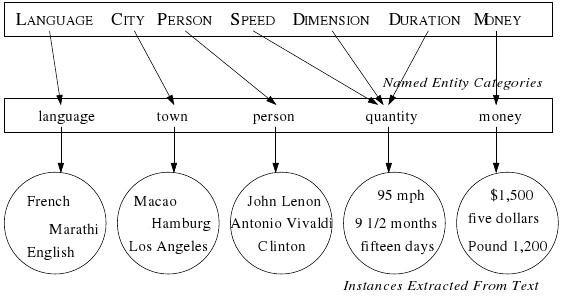 LANGUAGE CITY PERSON SPEED DIMENSION DURATION MONEY
Named Entity Categories
language town person quantity money
French
Marathi
English
Macao
Hamburg
Los Angeles
John Lenon
Antonio Vivaldi
Clinton
95 mph
9 1/2 months
fifteen days
$1,500
five dollars
Pound 1,200
Instances Extracted From Text